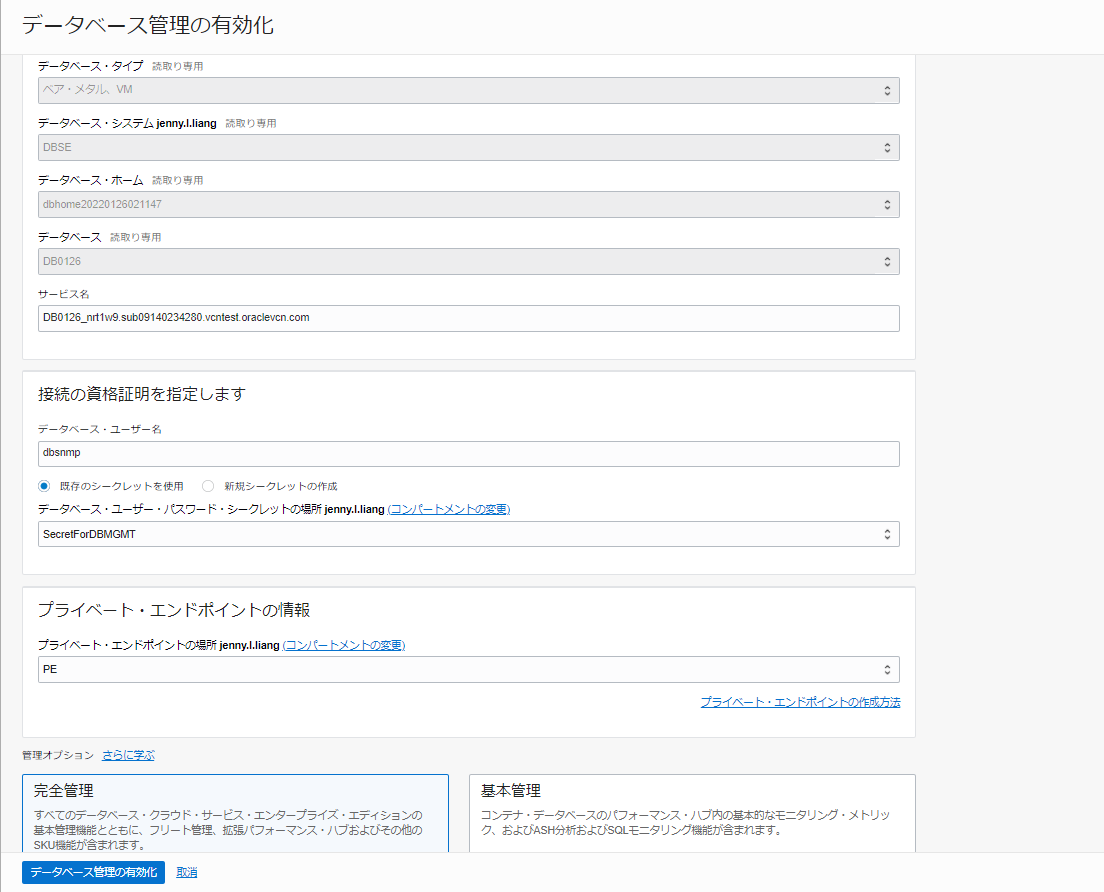 データベース管理の有効化
データベース・タイプ 読取り専用
ベア・メタル、VM
データベース・システム jenny.l.liang 読取り専用
DBSE
データベース・ホーム 読取り専用
dbhome20220126021147
データベース 読取り専用
DB0126
サービス名
DB0126_nrt1w9.sub09140234280.vcntest.oraclevcn.com
接続の資格証明を指定します
データベース・ユーザー名
dbsnmp
既存のシークレットを使用 新規シークレットの作成
データベース・ユーザー・パスワード・シークレットの場所 jenny.l.liang (コンパートメントの変更)
SecretForDBMGMT
プライベート・エンドポイントの情報
プライベート・エンドポイントの場所 jenny.l.liang (コンパートメントの変更)
PE
プライベート・エンドポイントの作成方法
管理オプション さらに学ぶ
完全管理
すべてのデータベース・クラウド・サービス・エンタープライズ・エディションの
基本管理機能とともに、フリート管理、拡張パフォーマンス・ハブおよびその他の
SKU機能が含まれます。
基本管理
コンテナ・データベースのパフォーマンス・ハブ内の基本的なモニタリング・メトリッ
ク、およびASH分析およびSQLモニタリング機能が含まれます。
データベース管理の有効化 取消